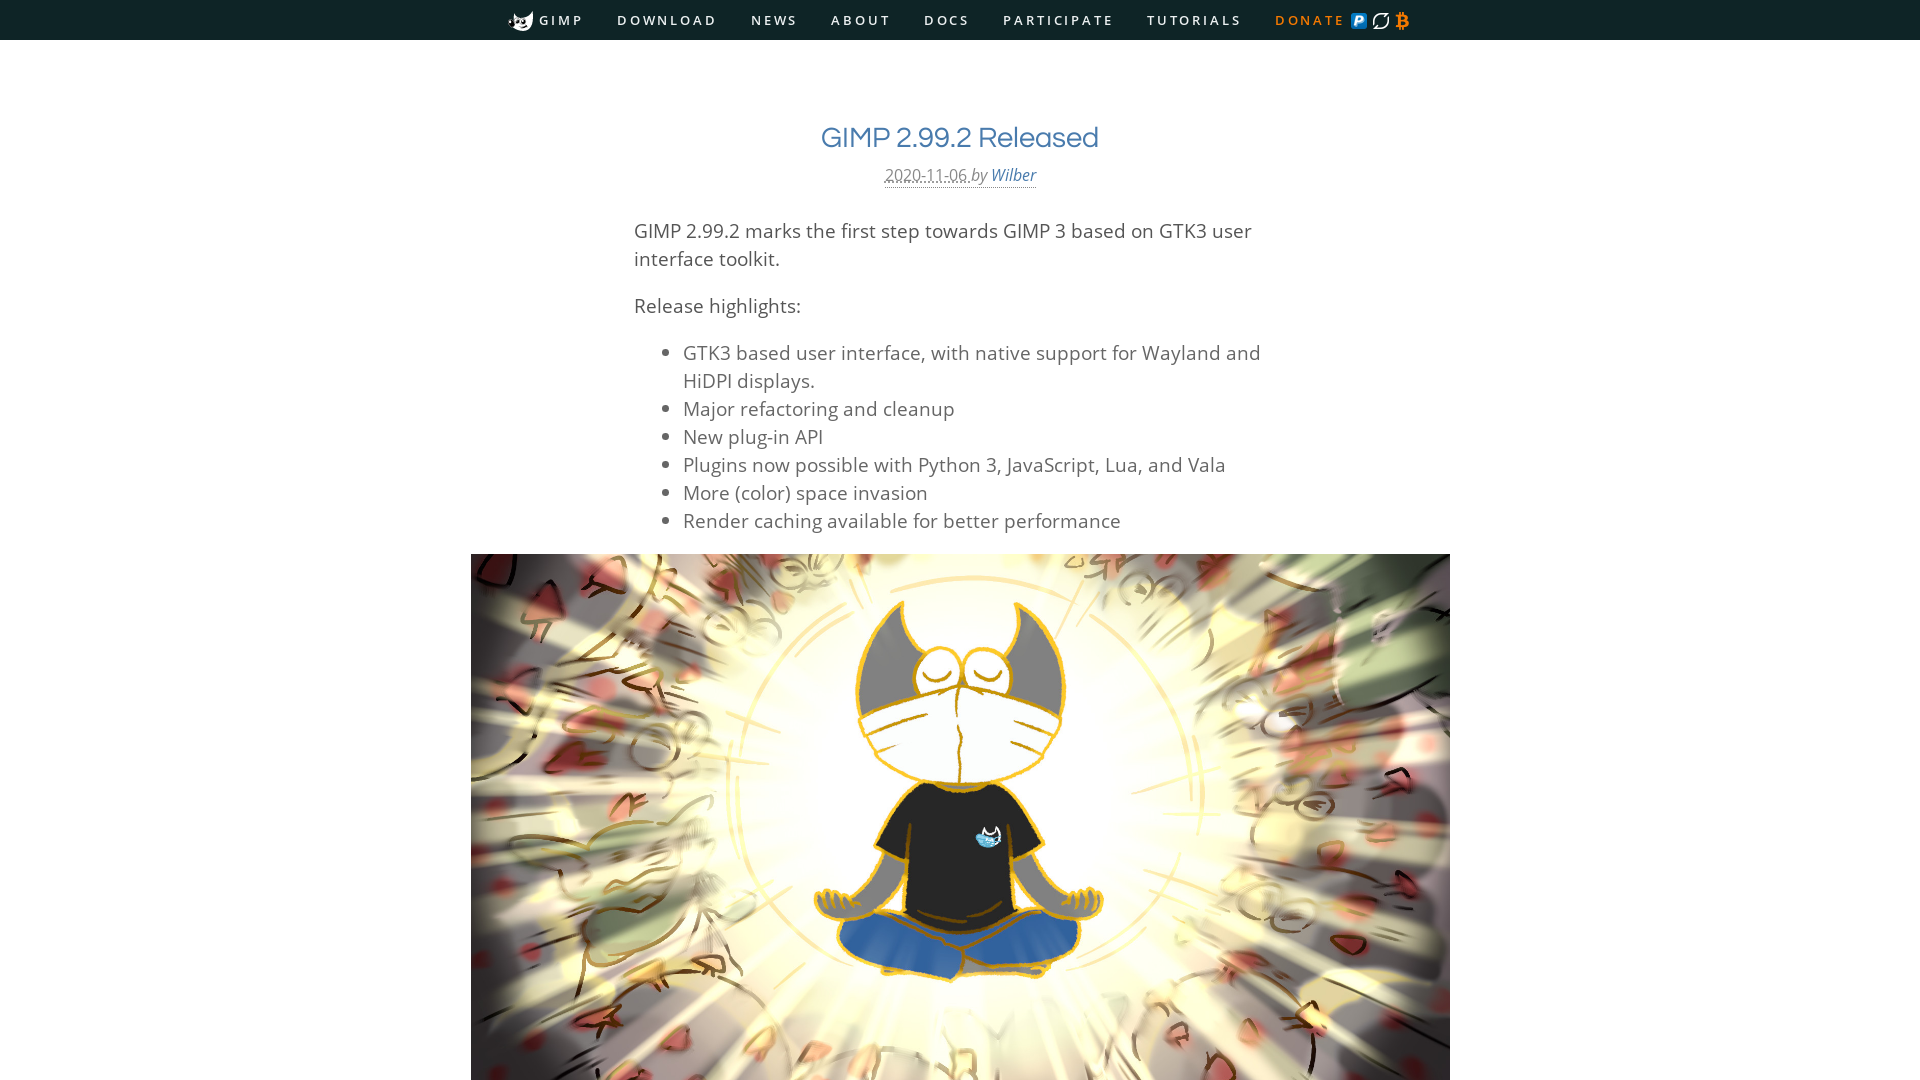 GIMP DOWNLOAD NEWS ABOUT DOCS PARTICIPATE TUTORIALS DONATE
GIMP 2.99.2 Released
2020-11-06 by Wilber
GIMP 2.99.2 marks the first step towards GIMP 3 based on GTK3 user
interface toolkit.
Release highlights:
• GTK3 based user interface, with native support for Wayland and
HiDPI displays.
• Major refactoring and cleanup
• New plug-in API
• Plugins now possible with Python 3, JavaScript, Lua, and Vala
• More (color) space invasion
• Render caching available for better performance